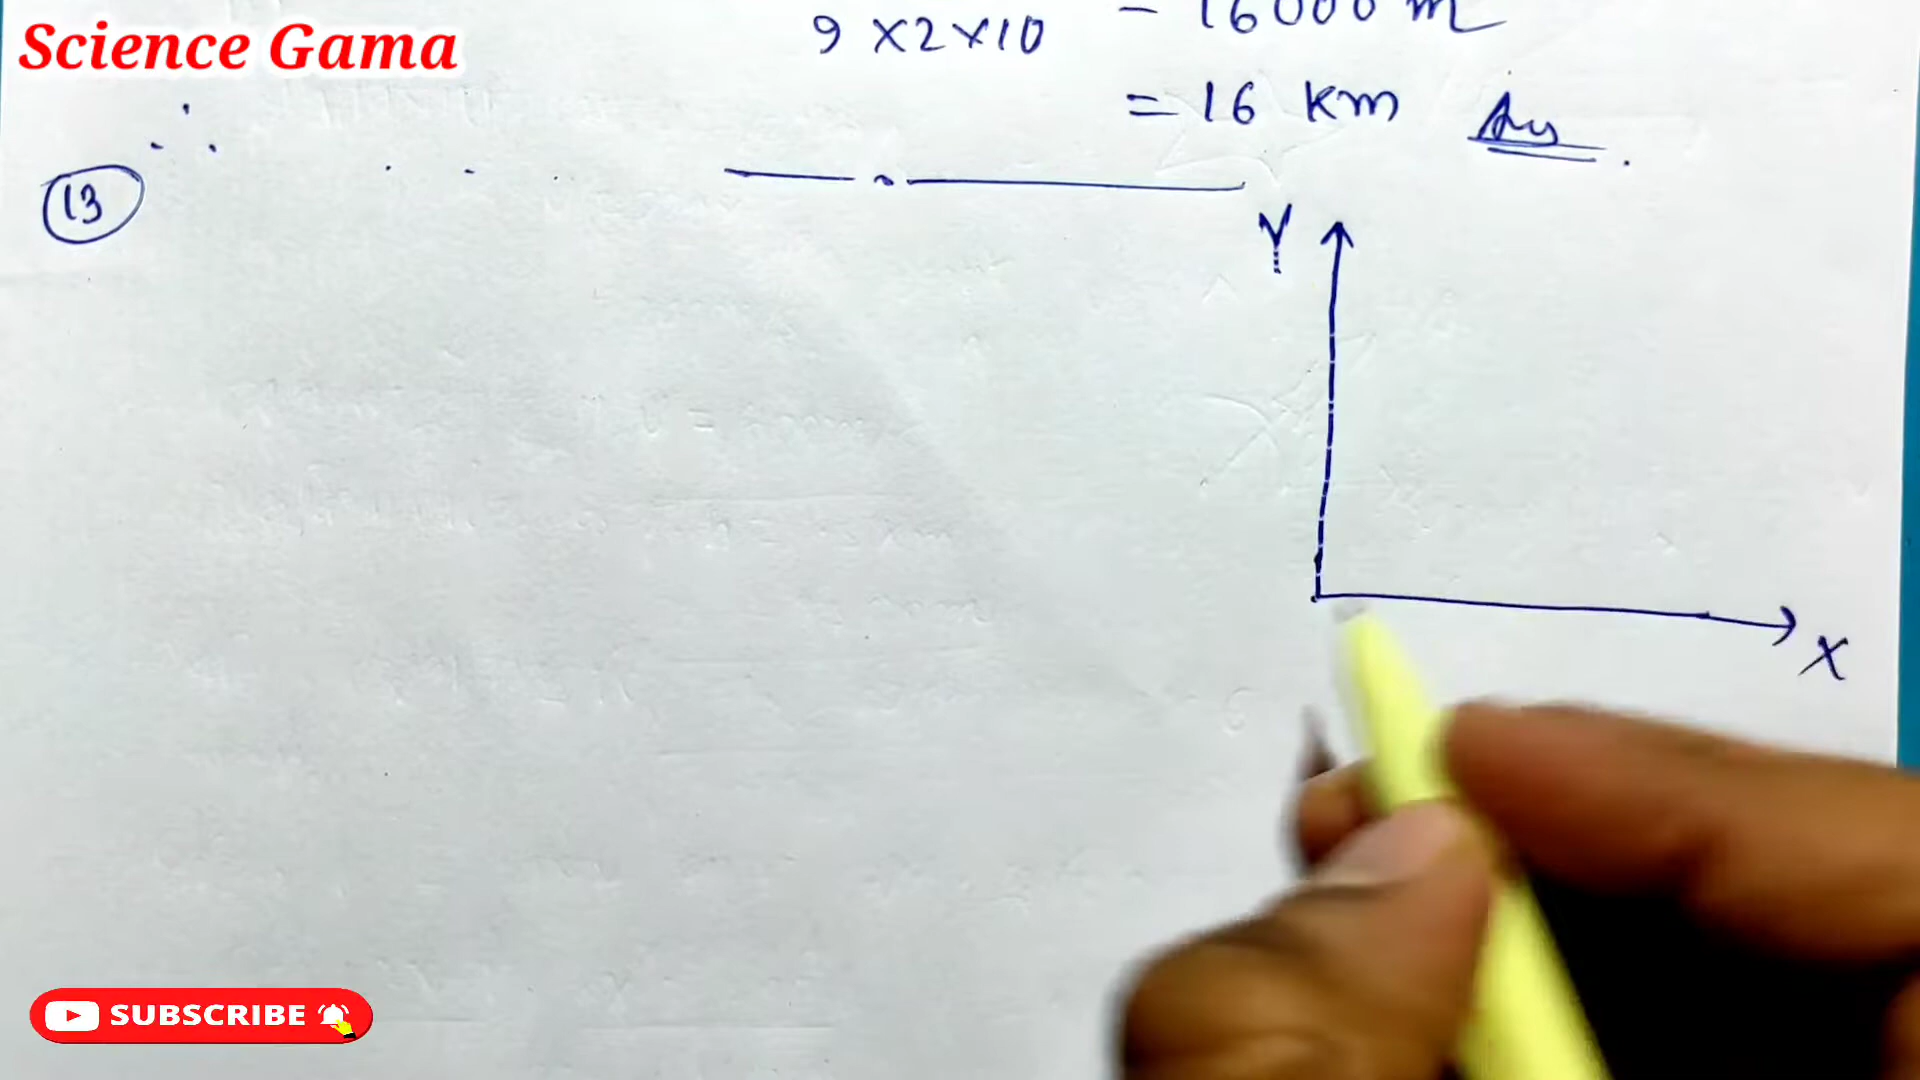 Science Gama
9 x2x10 = 16000 m
= 16 km Ans.
13
Y
X
SUBSCRIBE